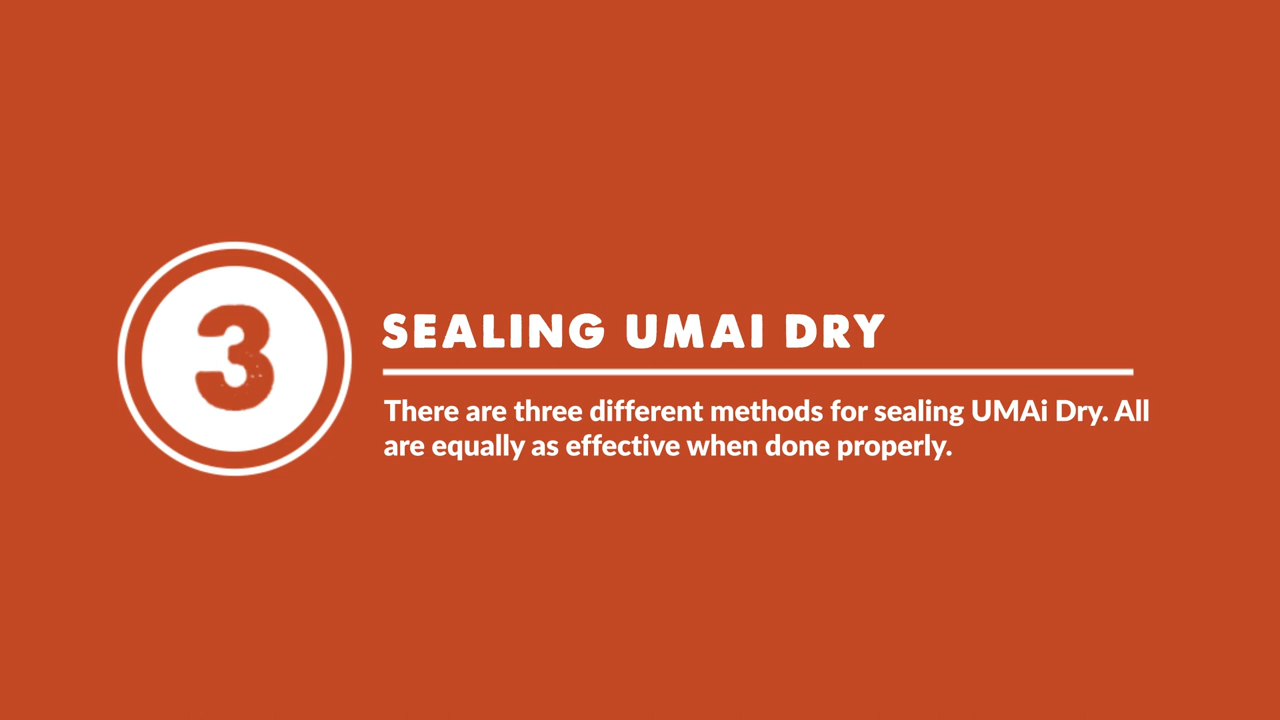 3
SEALING UMAI DRY
There are three different methods for sealing UMAi Dry. All
are equally as effective when done properly.